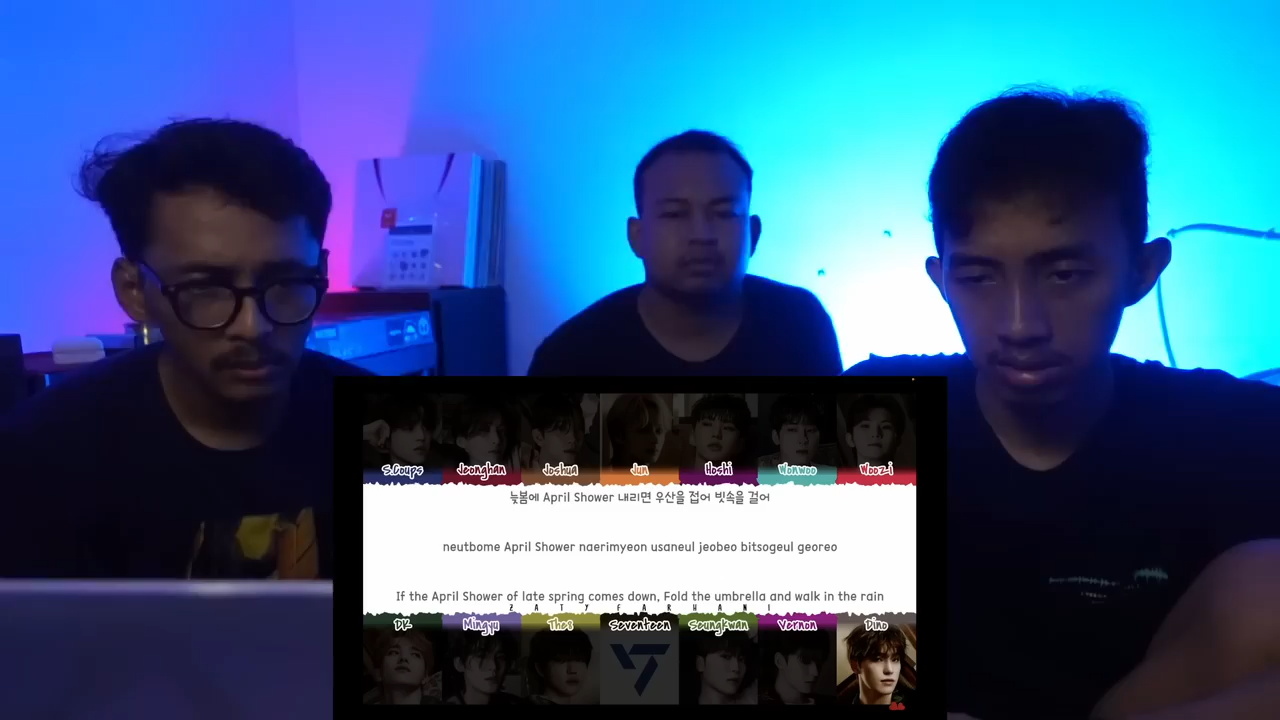 S.Coups Jeonghan Joshua Jun Hoshi Wonwoo Woozi
늦봄에 April Shower 내리면 우산을 접어 빗속을 걸어
neutbome April Shower naerimyeon usaneul jeobeo bitsogeul georeo
If the April Shower of late spring comes down, Fold the umbrella and walk in the rain
ZATYFARHANI
DK Mingyu The8 Seventeen Seungkwan Vernon Dino